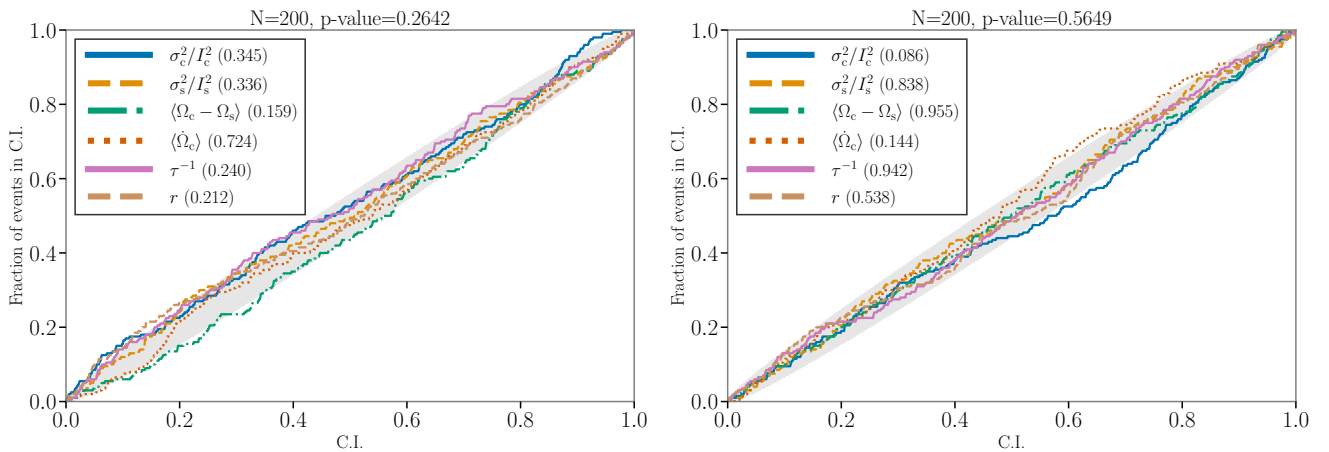 N=200, p-value=0.2642
1.0
0.8
0.6
0.4
0.2
0.0
Fraction of events in C.I.
σ_c^2/I_c^2 (0.345)
σ_s^2/I_s^2 (0.336)
⟨Ω_c − Ω_s⟩ (0.159)
⟨Ω̇_c⟩ (0.724)
τ^−1 (0.240)
r (0.212)
0.0 0.2 0.4 0.6 0.8 1.0
C.I.
N=200, p-value=0.5649
1.0
0.8
0.6
0.4
0.2
0.0
Fraction of events in C.I.
σ_c^2/I_c^2 (0.086)
σ_s^2/I_s^2 (0.838)
⟨Ω_c − Ω_s⟩ (0.955)
⟨Ω̇_c⟩ (0.144)
τ^−1 (0.942)
r (0.538)
0.0 0.2 0.4 0.6 0.8 1.0
C.I.